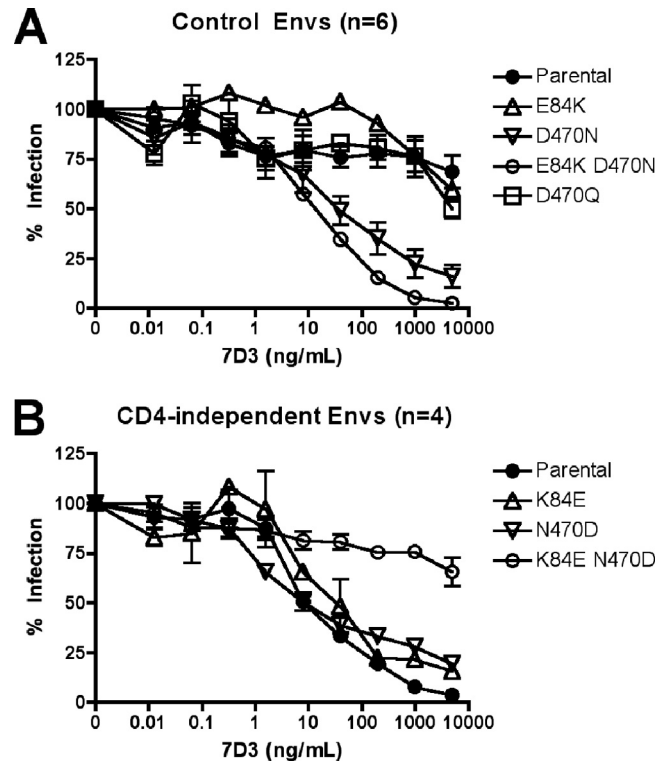 A
Control Envs (n=6)
125
100
75
50
25
0
% Infection
0
0.01
0.1
1
10
100
1000
10000
7D3 (ng/mL)
Parental
E84K
D470N
E84K D470N
D470Q
B
CD4-independent Envs (n=4)
125
100
75
50
25
0
% Infection
0
0.01
0.1
1
10
100
1000
10000
7D3 (ng/mL)
Parental
K84E
N470D
K84E N470D